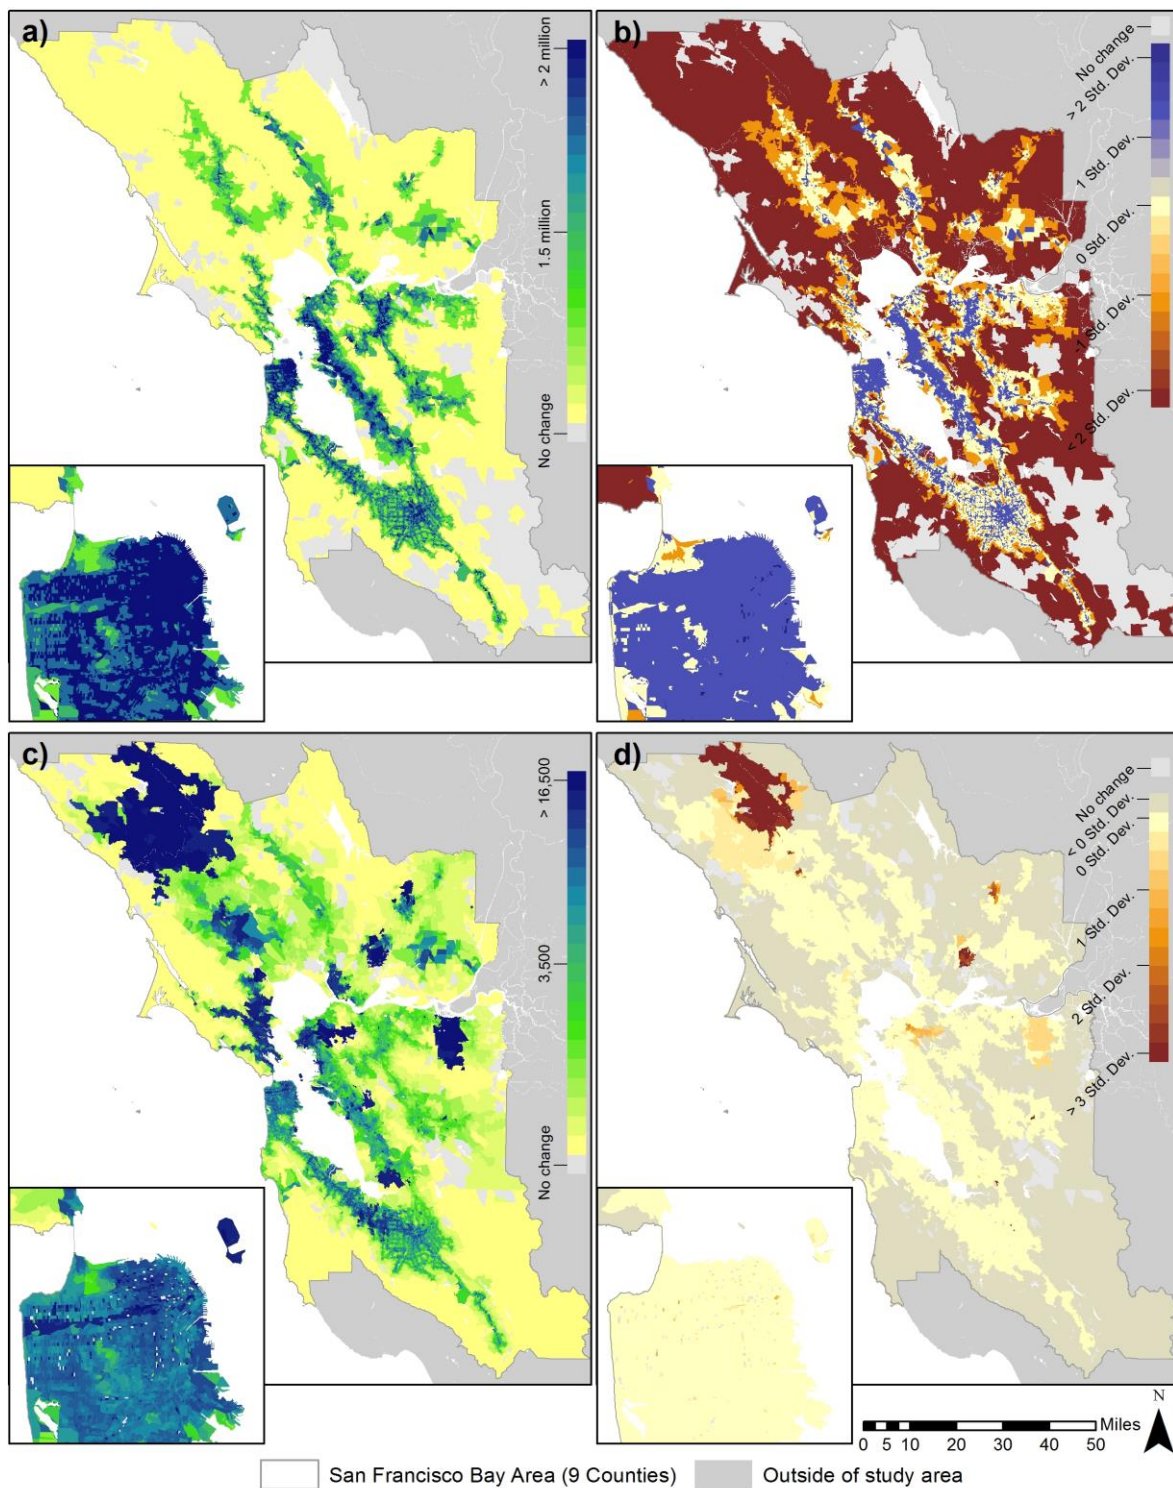 a)
> 2 million
1.5 million
No change
b)
No change
> 2 Std. Dev.
1 Std. Dev.
0 Std. Dev.
-1 Std. Dev.
< 2 Std. Dev.
c)
> 16,500
3,500
No change
d)
No change
< 0 Std. Dev.
0 Std. Dev.
1 Std. Dev.
2 Std. Dev.
> 3 Std. Dev.
N
Miles
0 5 10 20 30 40 50
San Francisco Bay Area (9 Counties)
Outside of study area